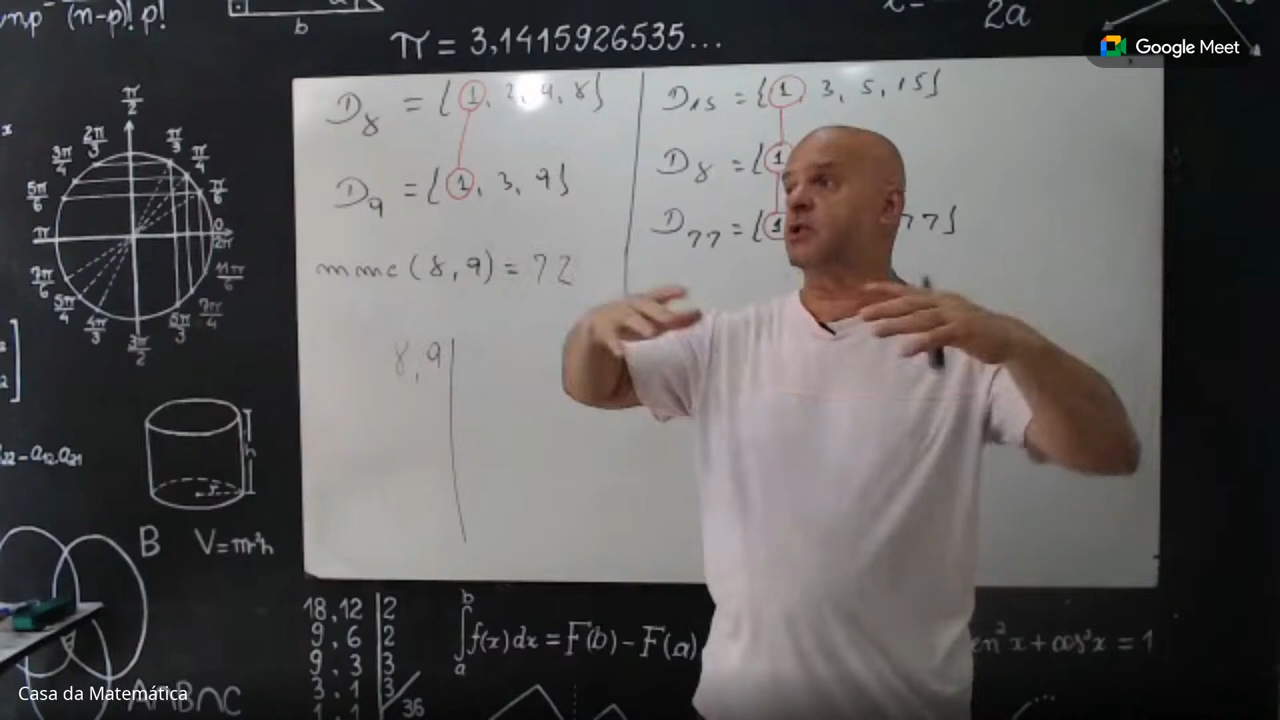 (n-p)! p!
b
π = 3,1415926535...
2a
Google Meet
D8 = {1, 2, 4, 8}
D9 = {1, 3, 9}
mmc (8, 9) = 72
8, 9
D15 = {1, 3, 5, 15}
D8 = {1
D77 = {1
77}
π/2
2π/3
π/3
3π/4
π/4
5π/6
π/6
π
0
2π
7π/6
11π/6
5π/4
7π/4
4π/3
5π/3
3π/2
h
r
B
V=πr²h
A∩B∩C
18,12 | 2
9,6 | 2
9,3 | 3
3,1 | 3
1,1 | 36
∫ab f(x) dx = F(b) - F(a)
en²x + cos²x = 1
Casa da Matemática